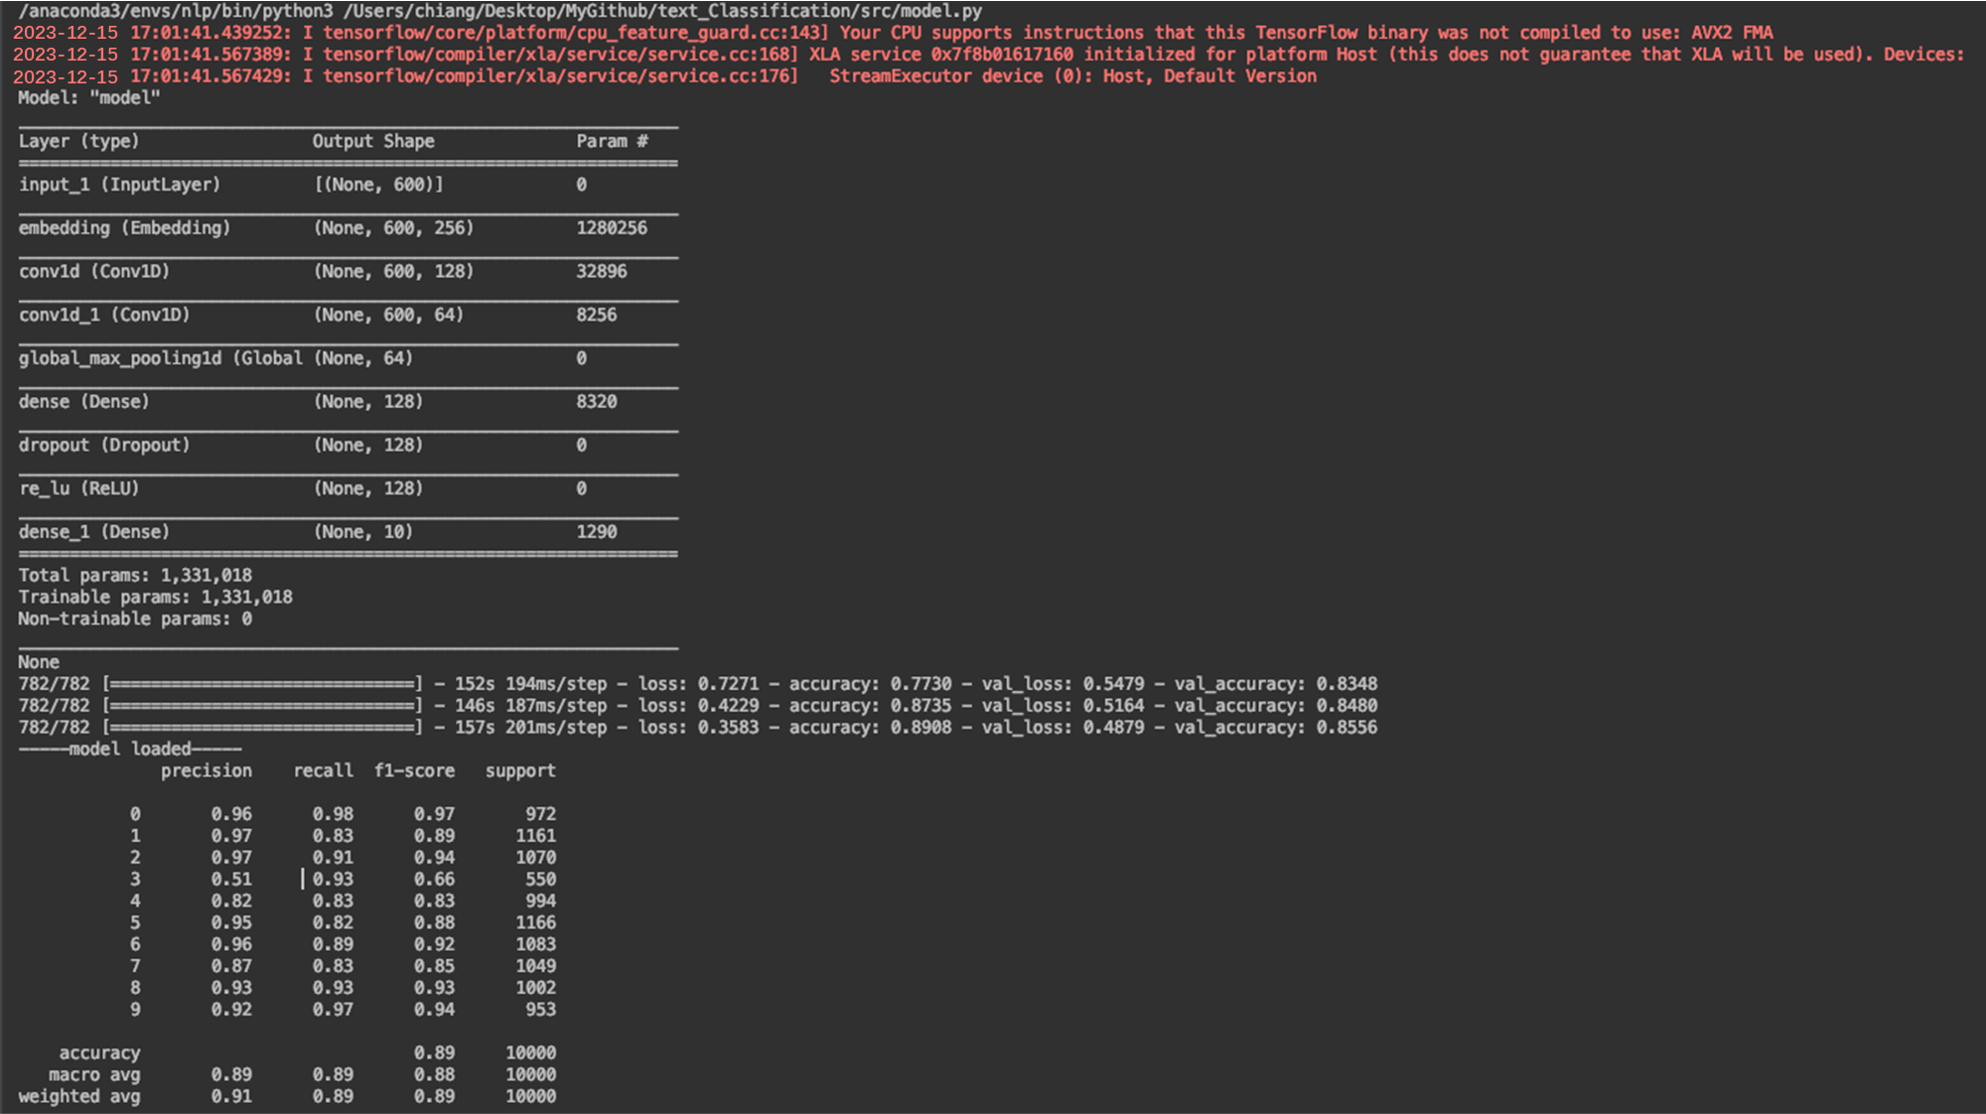 /anaconda3/envs/nlp/bin/python3 /Users/chiang/Desktop/MyGithub/text_Classification/src/model.py
2023-12-15 17:01:41.439252: I tensorflow/core/platform/cpu_feature_guard.cc:143] Your CPU supports instructions that this TensorFlow binary was not compiled to use: AVX2 FMA
2023-12-15 17:01:41.567389: I tensorflow/compiler/xla/service/service.cc:168] XLA service 0x7f8b01617160 initialized for platform Host (this does not guarantee that XLA will be used). Devices:
2023-12-15 17:01:41.567429: I tensorflow/compiler/xla/service/service.cc:176]   StreamExecutor device (0): Host, Default Version
Model: "model"
_________________________________________________________________
Layer (type)                 Output Shape              Param #
=================================================================
input_1 (InputLayer)         [(None, 600)]             0
_________________________________________________________________
embedding (Embedding)        (None, 600, 256)          1280256
_________________________________________________________________
conv1d (Conv1D)              (None, 600, 128)          32896
_________________________________________________________________
conv1d_1 (Conv1D)            (None, 600, 64)           8256
_________________________________________________________________
global_max_pooling1d (Global (None, 64)                0
_________________________________________________________________
dense (Dense)                (None, 128)               8320
_________________________________________________________________
dropout (Dropout)            (None, 128)               0
_________________________________________________________________
re_lu (ReLU)                 (None, 128)               0
_________________________________________________________________
dense_1 (Dense)              (None, 10)                1290
=================================================================
Total params: 1,331,018
Trainable params: 1,331,018
Non-trainable params: 0
_________________________________________________________________
None
782/782 [==============================] - 152s 194ms/step - loss: 0.7271 - accuracy: 0.7730 - val_loss: 0.5479 - val_accuracy: 0.8348
782/782 [==============================] - 146s 187ms/step - loss: 0.4229 - accuracy: 0.8735 - val_loss: 0.5164 - val_accuracy: 0.8480
782/782 [==============================] - 157s 201ms/step - loss: 0.3583 - accuracy: 0.8908 - val_loss: 0.4879 - val_accuracy: 0.8556
-----model loaded-----
              precision    recall  f1-score   support
           0       0.96      0.98      0.97       972
           1       0.97      0.83      0.89      1161
           2       0.97      0.91      0.94      1070
           3       0.51      0.93      0.66       550
           4       0.82      0.83      0.83       994
           5       0.95      0.82      0.88      1166
           6       0.96      0.89      0.92      1083
           7       0.87      0.83      0.85      1049
           8       0.93      0.93      0.93      1002
           9       0.92      0.97      0.94       953
    accuracy                           0.89     10000
   macro avg       0.89      0.89      0.88     10000
weighted avg       0.91      0.89      0.89     10000